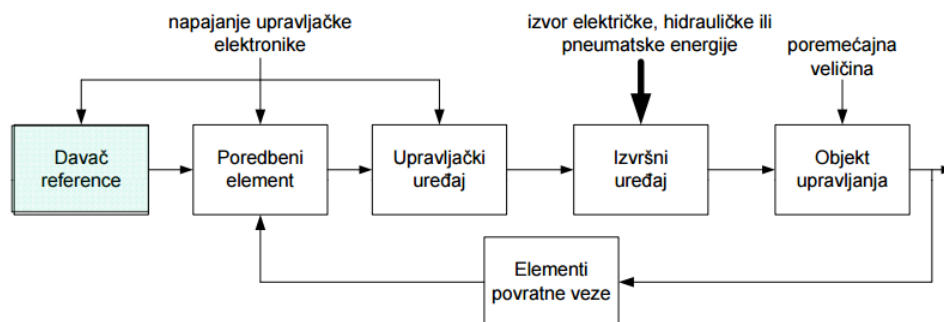 napajanje upravljačke
elektronike
izvor električke, hidrauličke ili
pneumatske energije
poremećajna
veličina
Davač
reference
Poredbeni
element
Upravljački
uređaj
Izvršni
uređaj
Objekt
upravljanja
Elementi
povratne veze